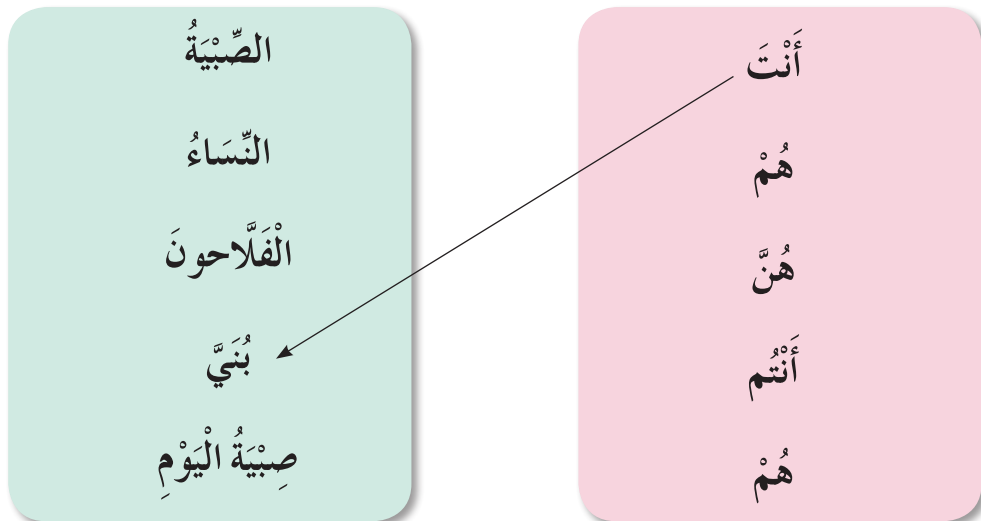 أَنْتَ
هُمْ
هُنَّ
أَنْتُم
هُمْ
الصِّبْيَةُ
النِّسَاءُ
الْفَلَّاحونَ
بُنَيَّ
صِبْيَةُ الْيَوْمِ